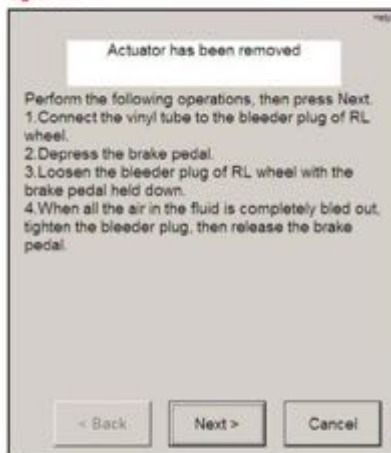 Actuator has been removed
Perform the following operations, then press Next.
1.Connect the vinyl tube to the bleeder plug of RL
wheel.
2.Depress the brake pedal.
3.Loosen the bleeder plug of RL wheel with the
brake pedal held down.
4.When all the air in the fluid is completely bled out,
tighten the bleeder plug, then release the brake
pedal.
< Back
Next >
Cancel